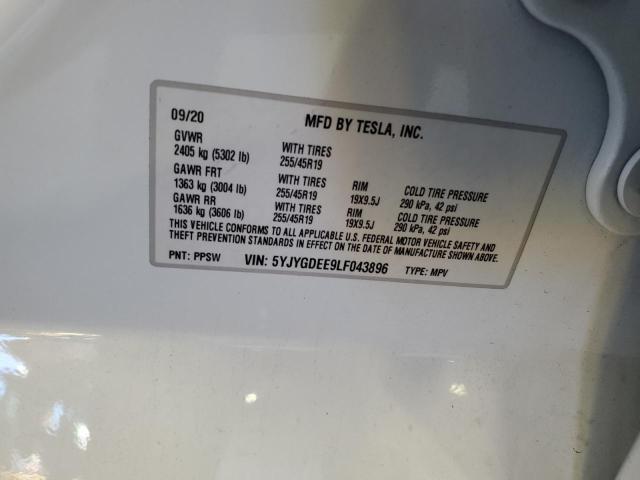 09/20 MFD BY TESLA, INC.
GVWR
2405 kg (5302 lb) WITH TIRES 255/45R19
GAWR FRT
1363 kg (3004 lb) WITH TIRES 255/45R19 RIM 19X9.5J COLD TIRE PRESSURE 290 kPa, 42 psi
GAWR RR
1636 kg (3606 lb) WITH TIRES 255/45R19 RIM 19X9.5J COLD TIRE PRESSURE 290 kPa, 42 psi
THIS VEHICLE CONFORMS TO ALL APPLICABLE U.S. FEDERAL MOTOR VEHICLE SAFETY AND
THEFT PREVENTION STANDARDS IN EFFECT ON THE DATE OF MANUFACTURE SHOWN ABOVE.
PNT: PPSW VIN: 5YJYGDEE9LF043896 TYPE: MPV